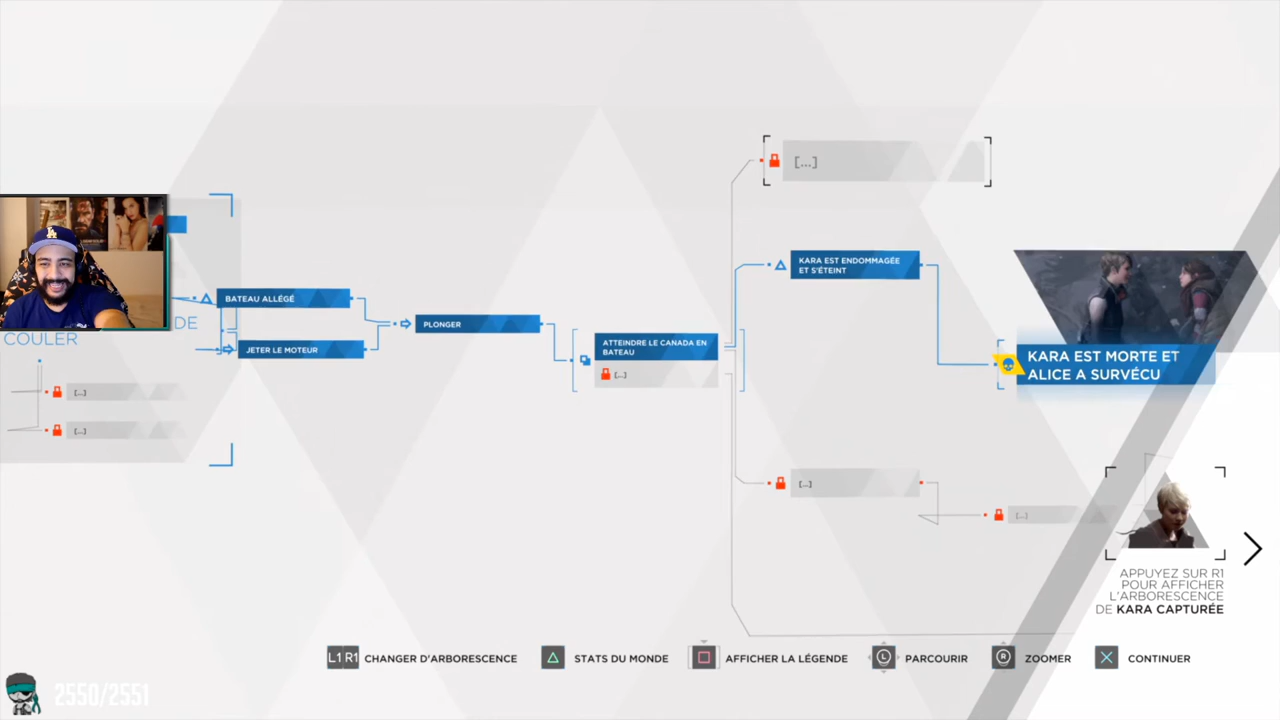 [...]
KARA EST ENDOMMAGÉE
ET S'ÉTEINT
BATEAU ALLÉGÉ
DE
COULER
PLONGER
JETER LE MOTEUR
ATTEINDRE LE CANADA EN
BATEAU
[...]
KARA EST MORTE ET
ALICE A SURVÉCU
[...]
[...]
[...]
[...]
APPUYEZ SUR R1
POUR AFFICHER
L'ARBORESCENCE
DE KARA CAPTURÉE
L1 R1 CHANGER D'ARBORESCENCE
STATS DU MONDE
AFFICHER LA LÉGENDE
L PARCOURIR
R ZOOMER
CONTINUER
2550/2551
LA